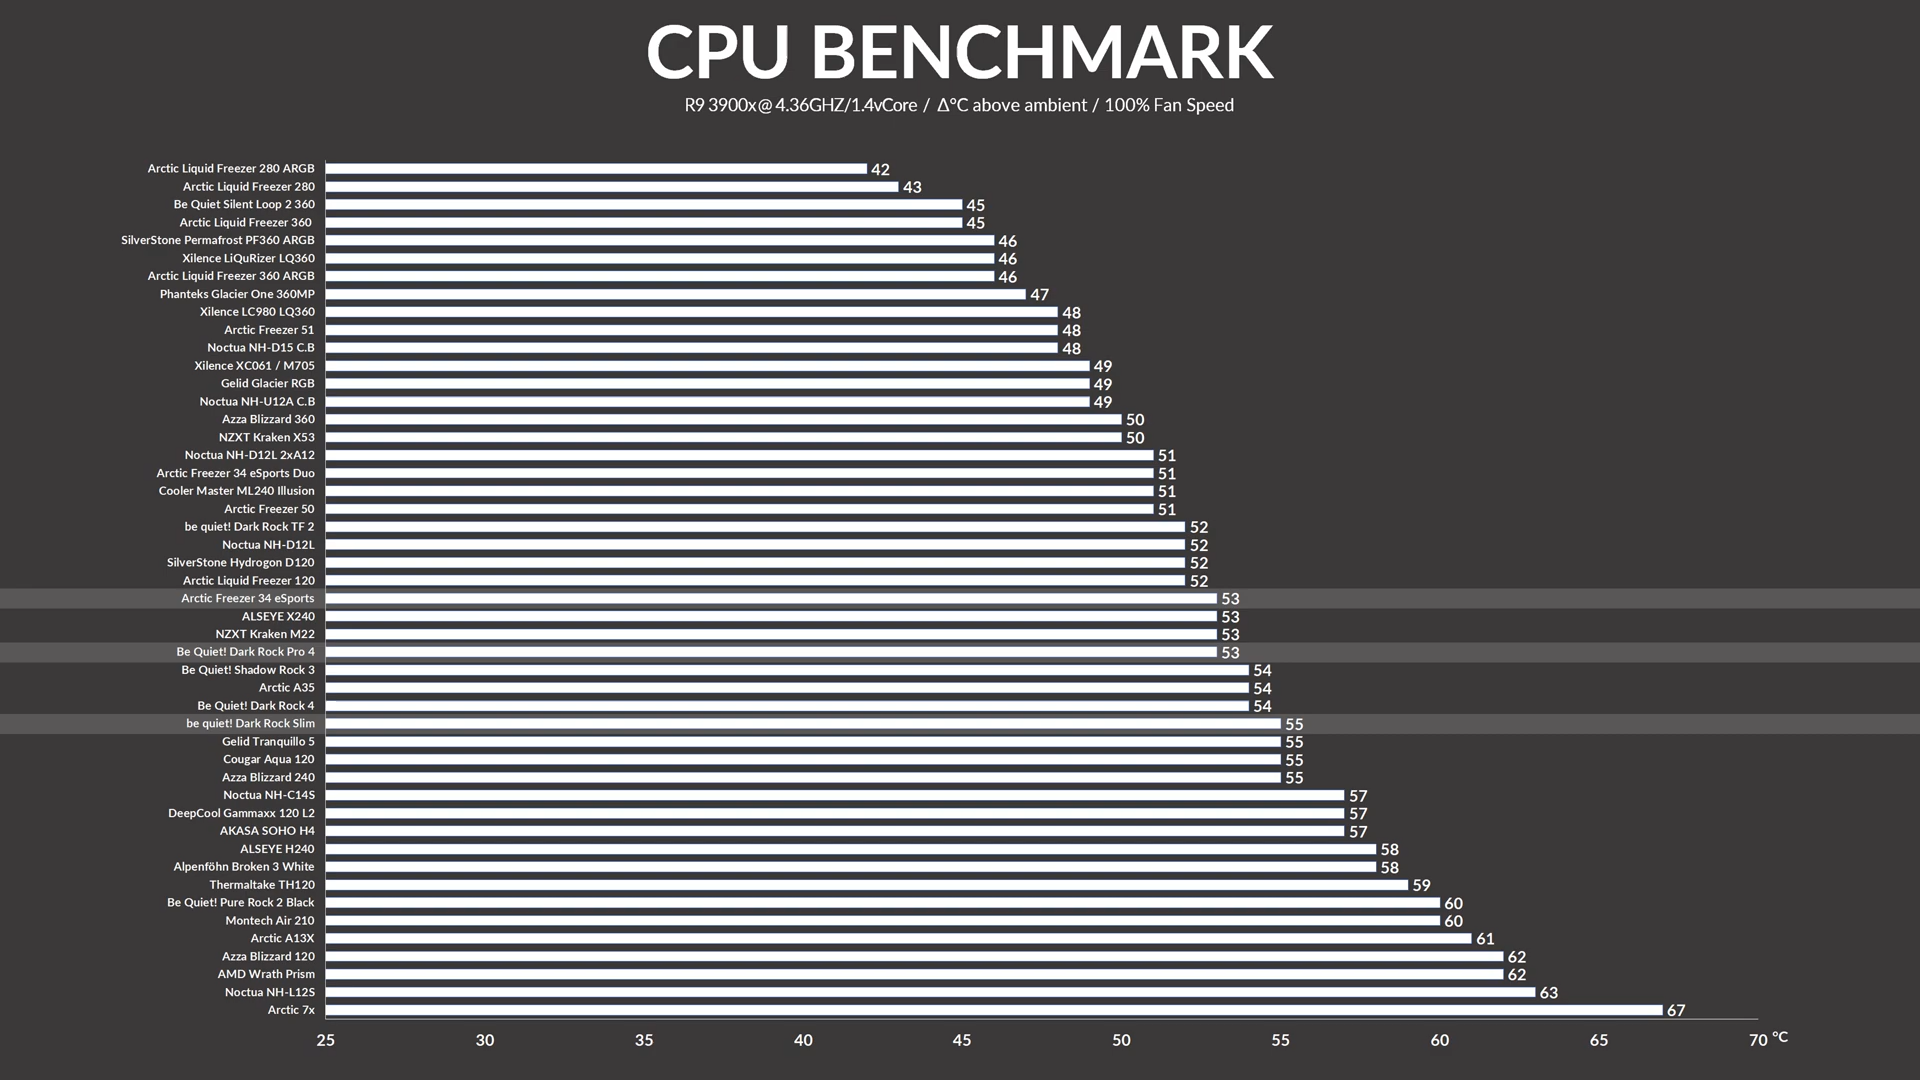 CPU BENCHMARK
R9 3900x@ 4.36GHZ/1.4vCore / Δ°C above ambient / 100% Fan Speed
Arctic Liquid Freezer 280 ARGB 42
Arctic Liquid Freezer 280 43
Be Quiet Silent Loop 2 360 45
Arctic Liquid Freezer 360 45
SilverStone Permafrost PF360 ARGB 46
Xilence LiQuRizer LQ360 46
Arctic Liquid Freezer 360 ARGB 46
Phanteks Glacier One 360MP 47
Xilence LC980 LQ360 48
Arctic Freezer 51 48
Noctua NH-D15 C.B 48
Xilence XC061 / M705 49
Gelid Glacier RGB 49
Noctua NH-U12A C.B 49
Azza Blizzard 360 50
NZXT Kraken X53 50
Noctua NH-D12L 2xA12 51
Arctic Freezer 34 eSports Duo 51
Cooler Master ML240 Illusion 51
Arctic Freezer 50 51
be quiet! Dark Rock TF 2 52
Noctua NH-D12L 52
SilverStone Hydrogon D120 52
Arctic Liquid Freezer 120 52
Arctic Freezer 34 eSports 53
ALSEYE X240 53
NZXT Kraken M22 53
Be Quiet! Dark Rock Pro 4 53
Be Quiet! Shadow Rock 3 54
Arctic A35 54
Be Quiet! Dark Rock 4 54
be quiet! Dark Rock Slim 55
Gelid Tranquillo 5 55
Cougar Aqua 120 55
Azza Blizzard 240 55
Noctua NH-C14S 57
DeepCool Gammaxx 120 L2 57
AKASA SOHO H4 57
ALSEYE H240 58
Alpenföhn Broken 3 White 58
Thermaltake TH120 59
Be Quiet! Pure Rock 2 Black 60
Montech Air 210 60
Arctic A13X 61
Azza Blizzard 120 62
AMD Wrath Prism 62
Noctua NH-L12S 63
Arctic 7x 67
25 30 35 40 45 50 55 60 65 70 °C